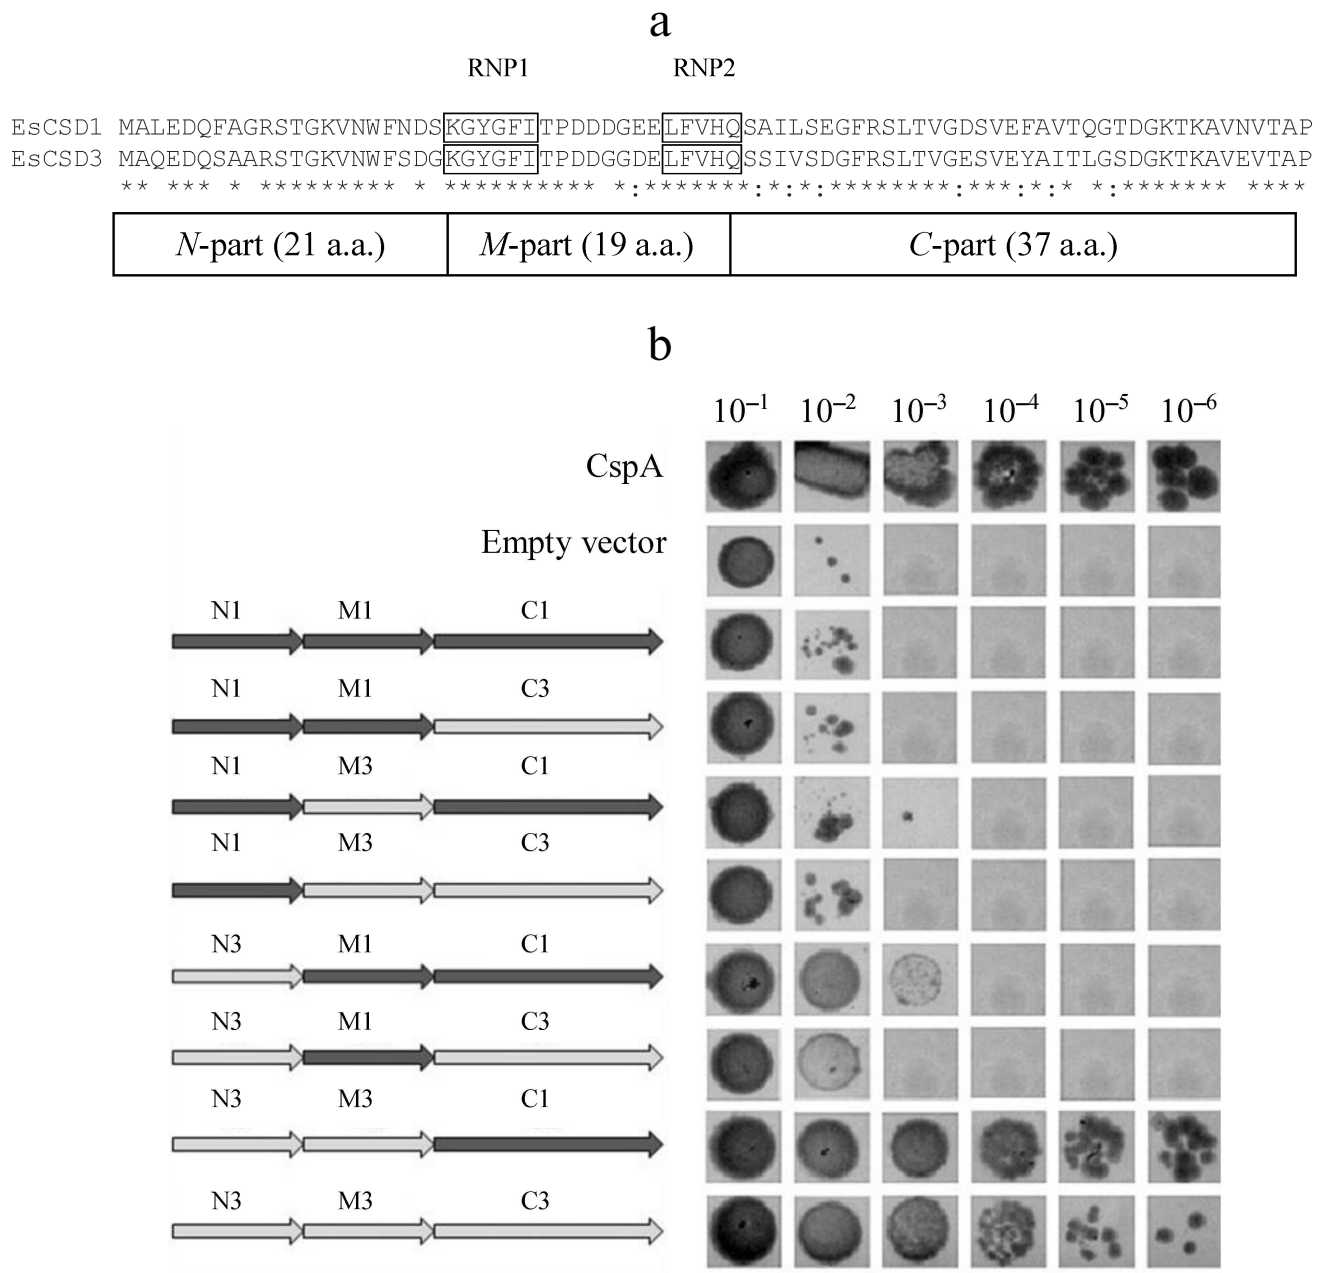 a
RNP1 RNP2
EsCSD1 MALEDQFAGRSTGKVNWFNDSKGYGFITPDDDGEELFVHQSAILSEGFRSLTVGDSVEFAVTQGTDGKTKAVNVTAP
EsCSD3 MAQEDQSAARSTGKVNWFSDGKGYGFITPDDGGDELFVHQSSIVSDGFRSLTVGESVEYAITLGSDGKTKAVEVTAP
** *** * ********* * ********** *:*******:*:*:********:***:*:* *:******* ****
N-part (21 a.a.) M-part (19 a.a.) C-part (37 a.a.)
b
10⁻¹ 10⁻² 10⁻³ 10⁻⁴ 10⁻⁵ 10⁻⁶
CspA
Empty vector
N1 M1 C1
N1 M1 C3
N1 M3 C1
N1 M3 C3
N3 M1 C1
N3 M1 C3
N3 M3 C1
N3 M3 C3